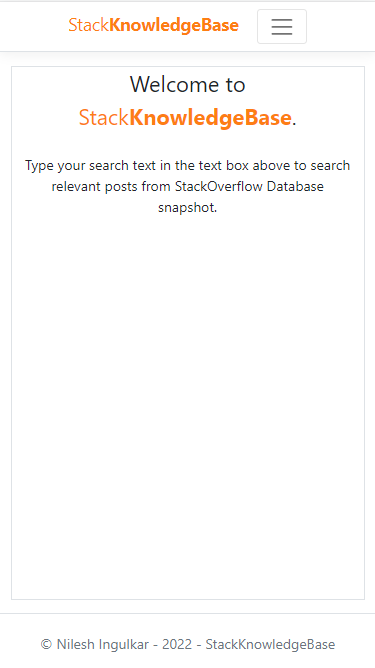 StackKnowledgeBase
Welcome to
StackKnowledgeBase.
Type your search text in the text box above to search
relevant posts from StackOverflow Database
snapshot.
© Nilesh Ingulkar - 2022 - StackKnowledgeBase